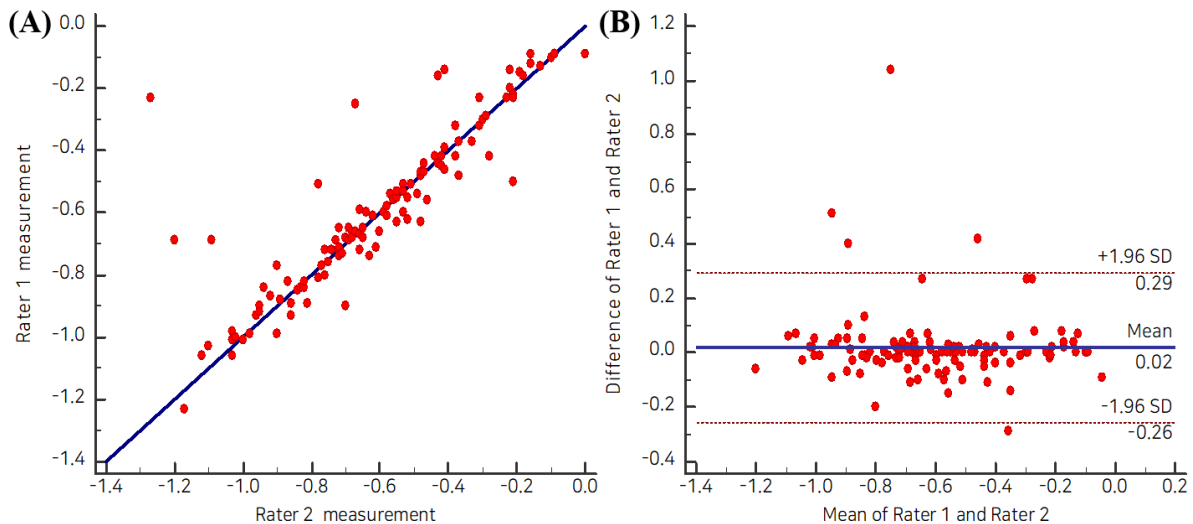 (A)
0.0
-0.2
-0.4
-0.6
-0.8
-1.0
-1.2
-1.4
Rater 1 measurement
-1.4 -1.2 -1.0 -0.8 -0.6 -0.4 -0.2 0.0
Rater 2 measurement
(B)
1.2
1.0
0.8
0.6
0.4
0.2
0.0
-0.2
-0.4
Difference of Rater 1 and Rater 2
+1.96 SD
0.29
Mean
0.02
-1.96 SD
-0.26
-1.4 -1.2 -1.0 -0.8 -0.6 -0.4 -0.2 0.0 0.2
Mean of Rater 1 and Rater 2